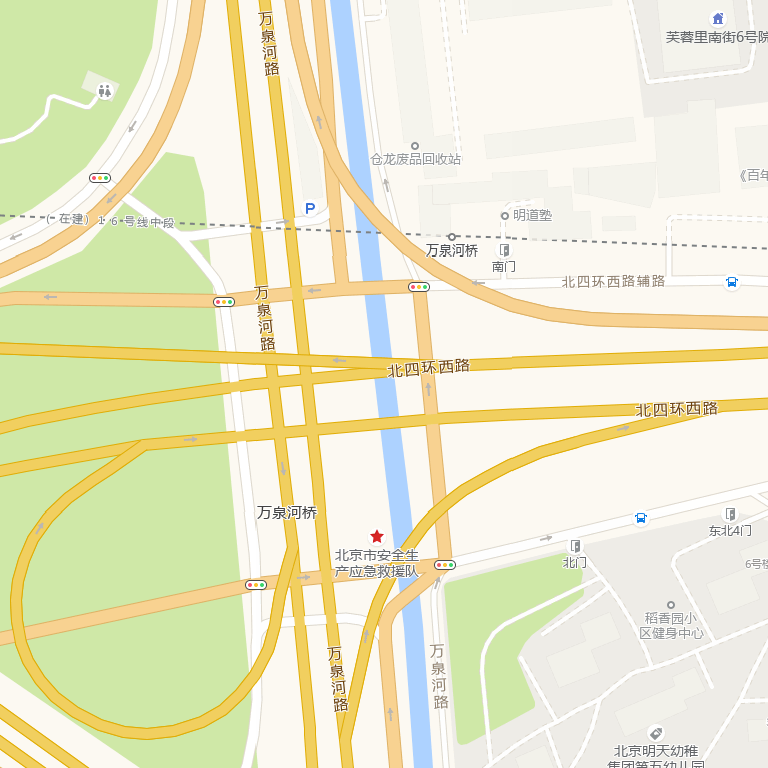 万泉河路
芙蓉里南街6号院
仓龙废品回收站
《百年
P
明道塾
(在建) 16号线中段
万泉河桥
南门
北四环西路辅路
万泉河路
北四环西路
北四环西路
万泉河桥
东北4门
北京市安全生
产应急救援队
北门
6号楼
稻香园小
区健身中心
万泉河路
万泉河路
北京明天幼稚
集团第五幼儿园